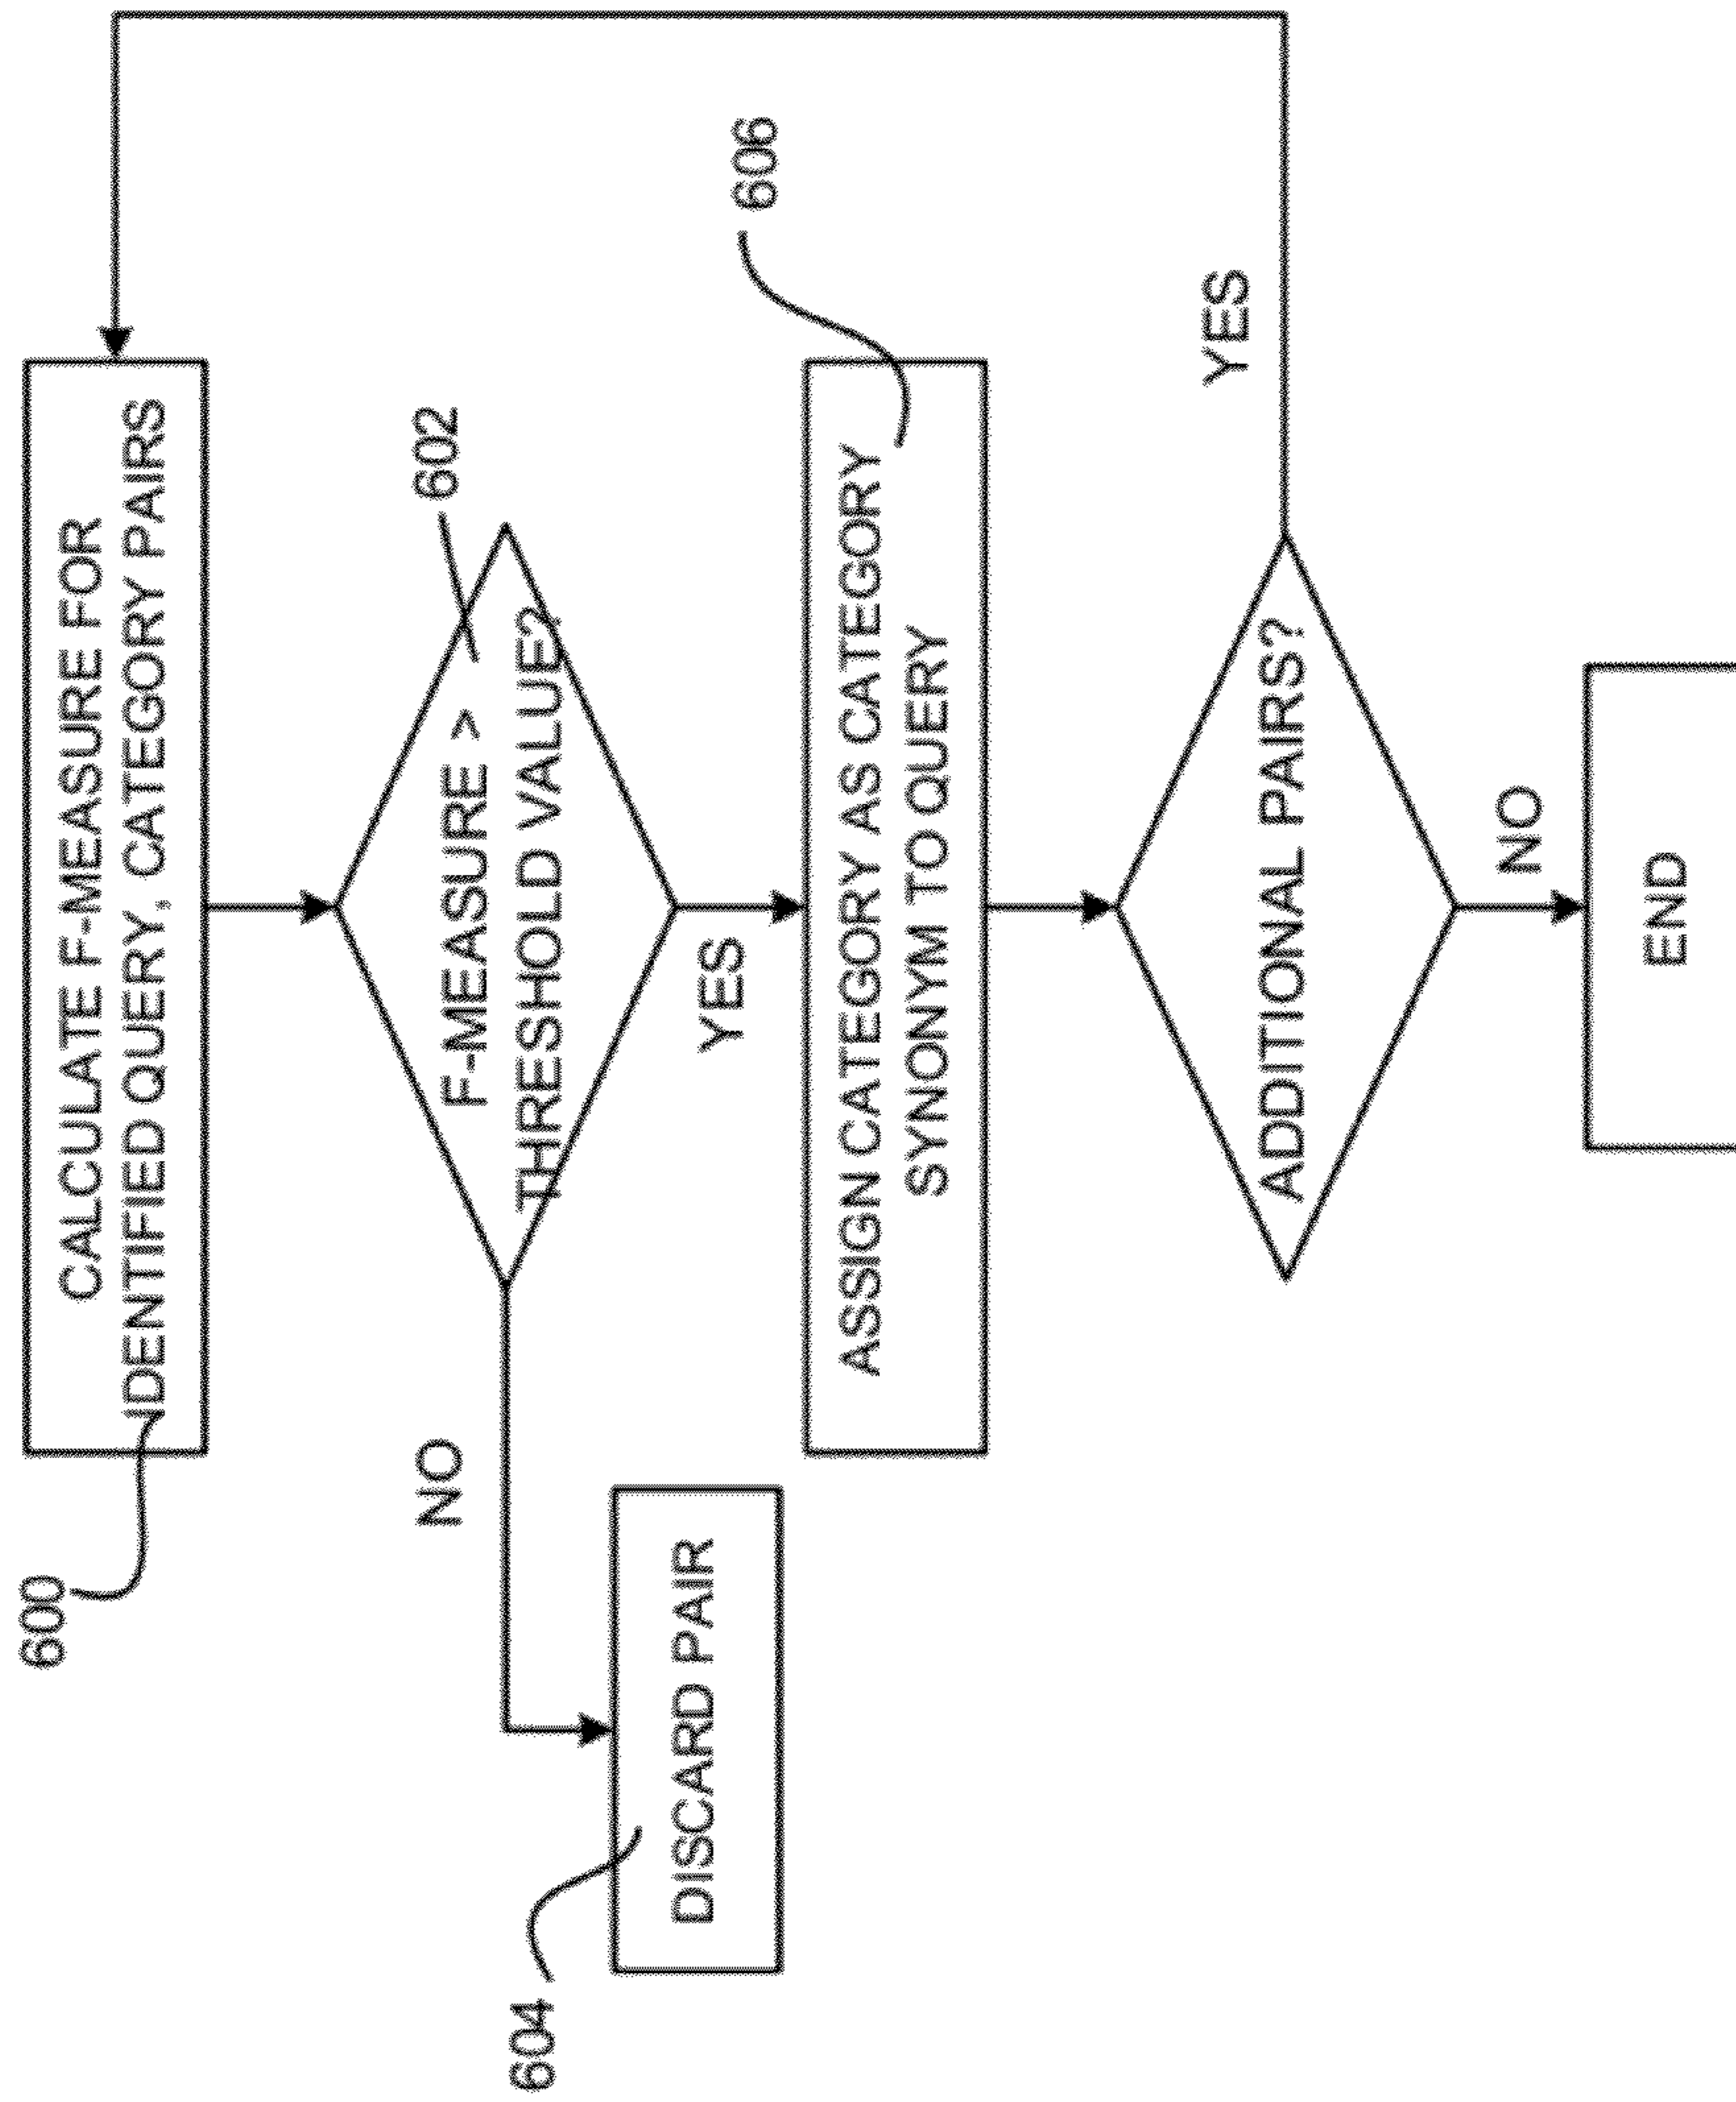 600
CALCULATE F-MEASURE FOR
IDENTIFIED QUERY, CATEGORY PAIRS
602
F-MEASURE >
THRESHOLD VALUE?
NO
604
DISCARD PAIR
YES
606
ASSIGN CATEGORY AS CATEGORY
SYNONYM TO QUERY
ADDITIONAL PAIRS?
YES
NO
END